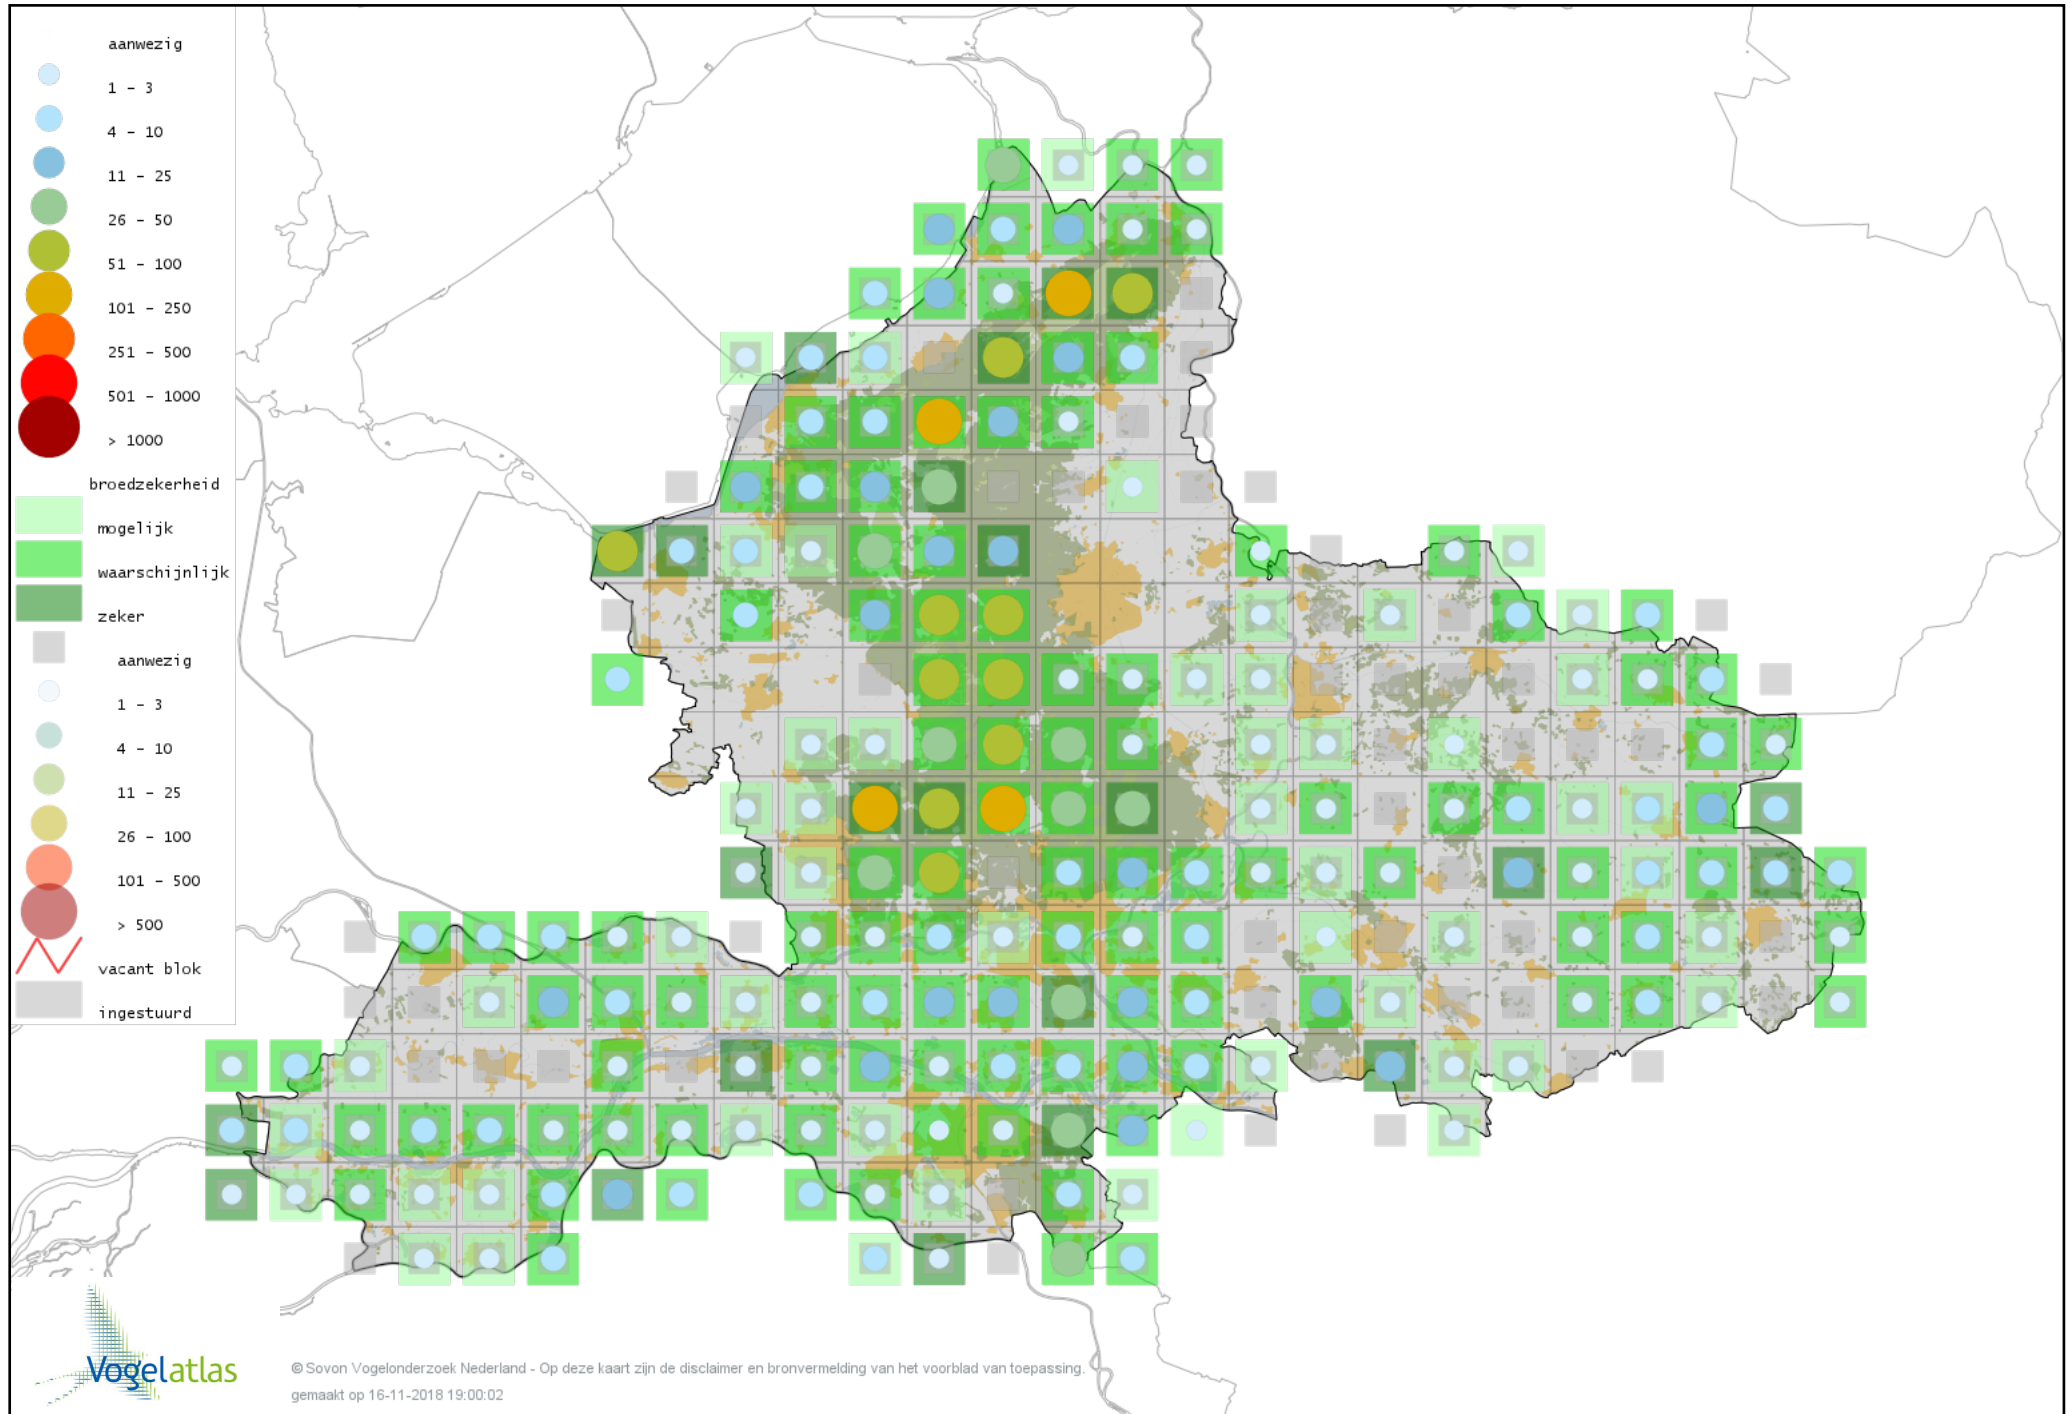 aanwezig
1 - 3
4 - 10
11 - 25
26 - 50
51 - 100
101 - 250
251 - 500
501 - 1000
> 1000
broedzekerheid
mogelijk
waarschijnlijk
zeker
aanwezig
1 - 3
4 - 10
11 - 25
26 - 100
101 - 500
> 500
vacant blok
ingestuurd
Vogelatlas
© Sovon Vogelonderzoek Nederland - Op deze kaart zijn de disclaimer en bronvermelding van het voorblad van toepassing.
gemaakt op 16-11-2018 19:00:02